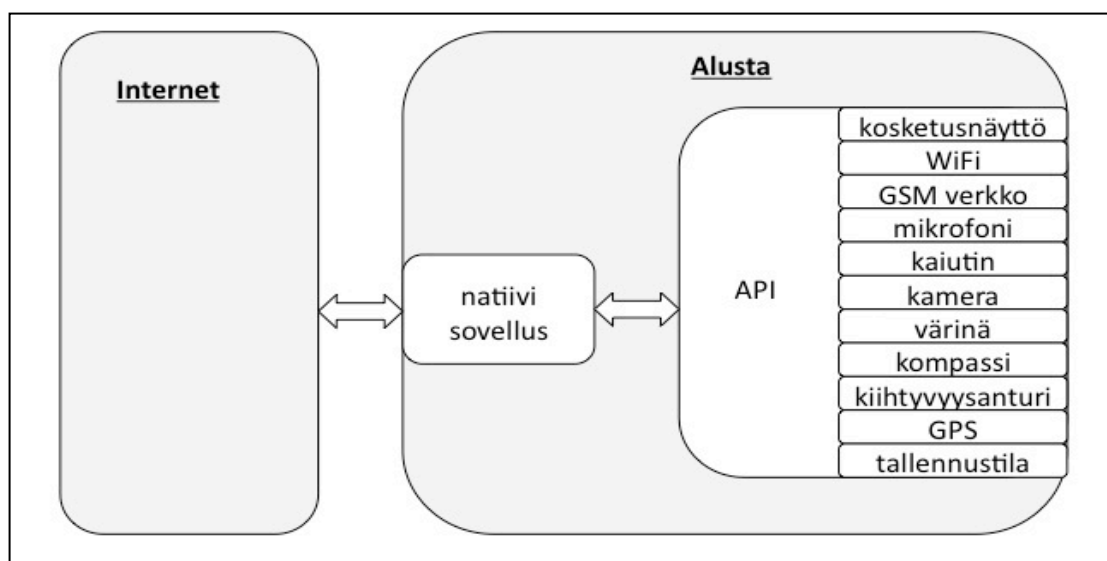 Internet
Alusta
natiivi
sovellus
API
kosketusnäyttö
WiFi
GSM verkko
mikrofoni
kaiutin
kamera
värinä
kompassi
kiihtyvyysanturi
GPS
tallennustila